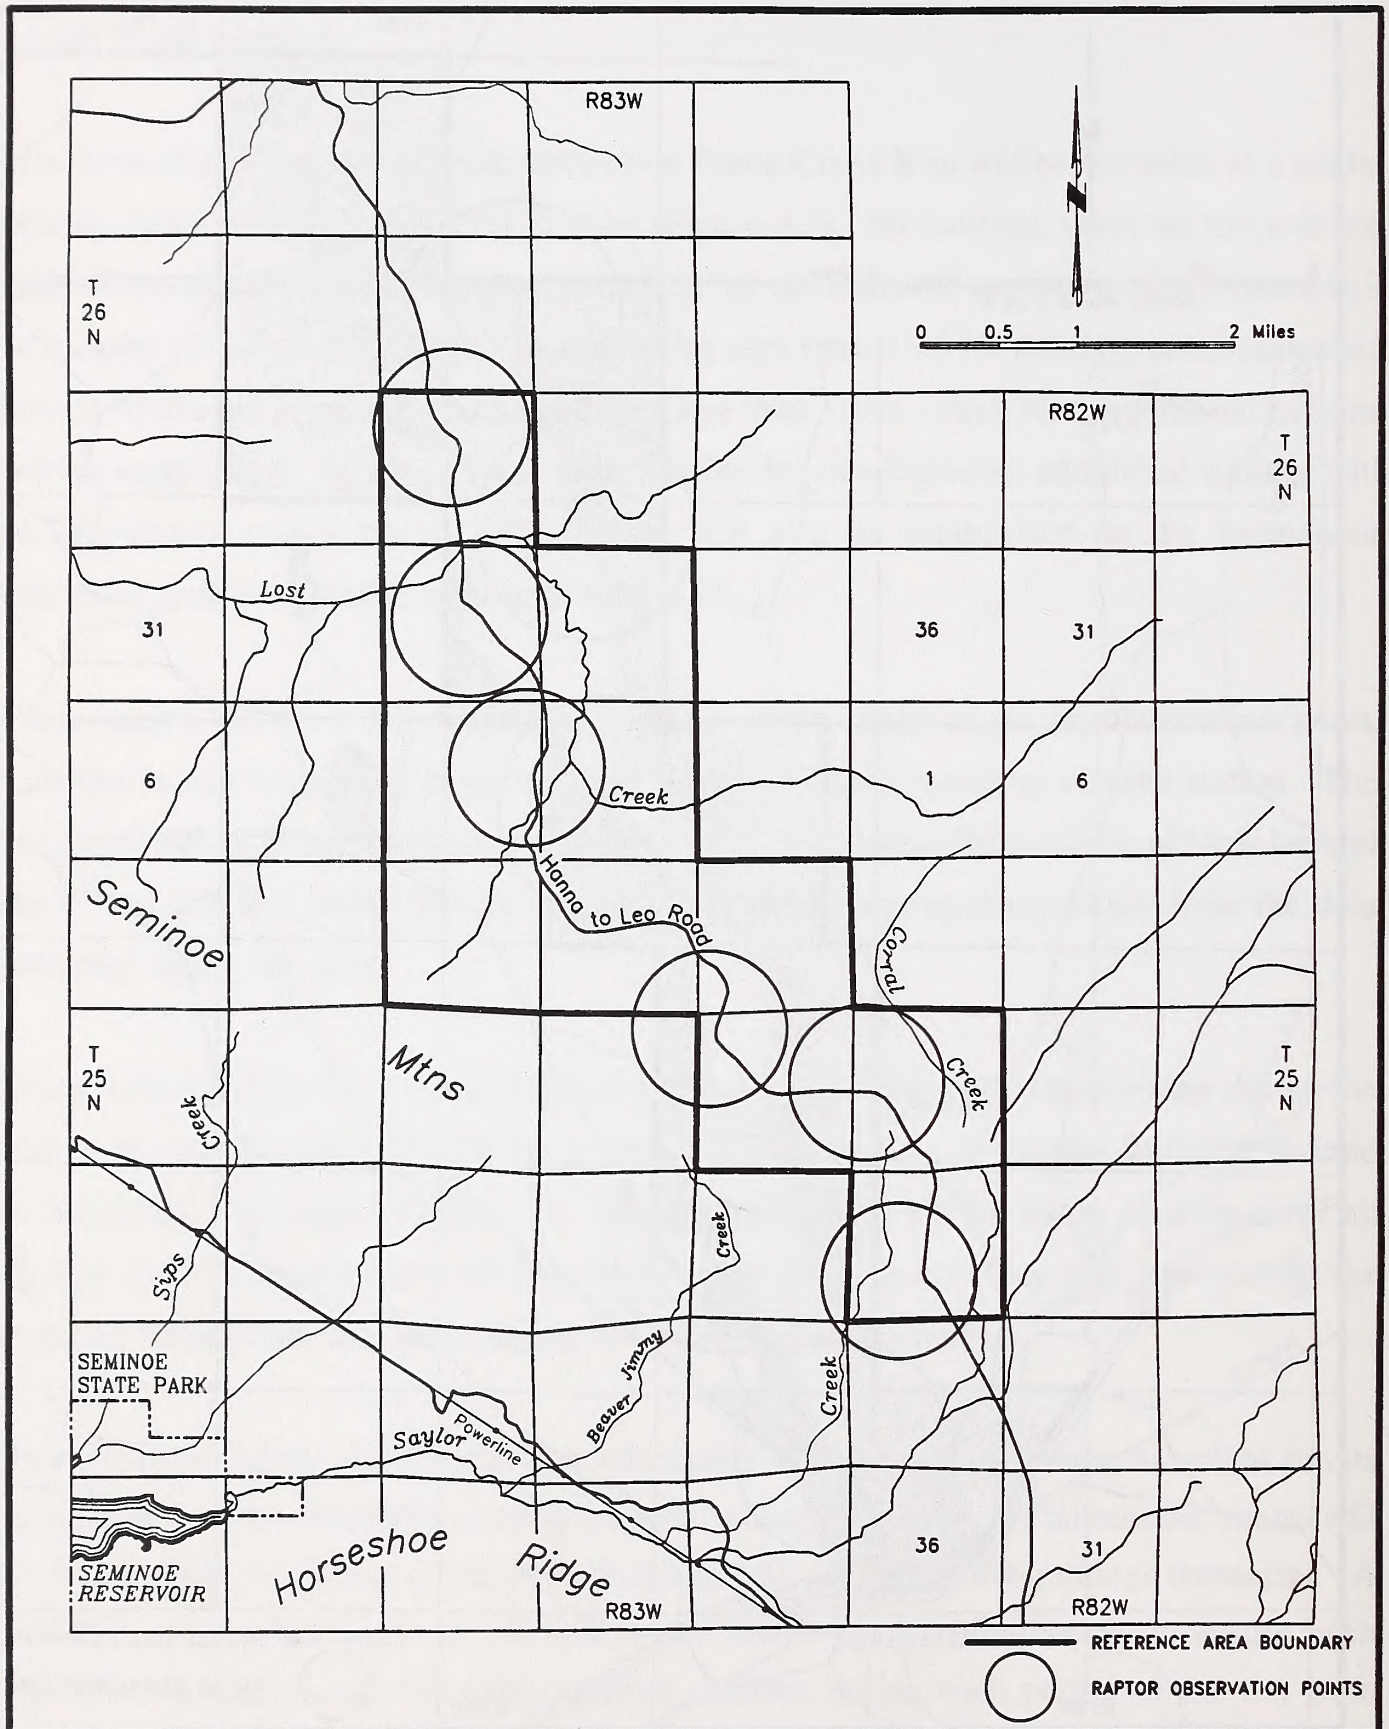 R83W
T
26
N
0 0.5 1 2 Miles
R82W
T
26
N
Lost
31
36
31
6
Creek
1
6
Seminoe
Hanna to Leo Road
Corral
Creek
T
25
N
Mtns
T
25
N
Creek
Sips
Creek
Jimmy
Beaver
Creek
SEMINOE
STATE PARK
Saylor
Powerline
Horseshoe
Ridge
36
31
SEMINOE
RESERVOIR
R83W
R82W
REFERENCE AREA BOUNDARY
RAPTOR OBSERVATION POINTS